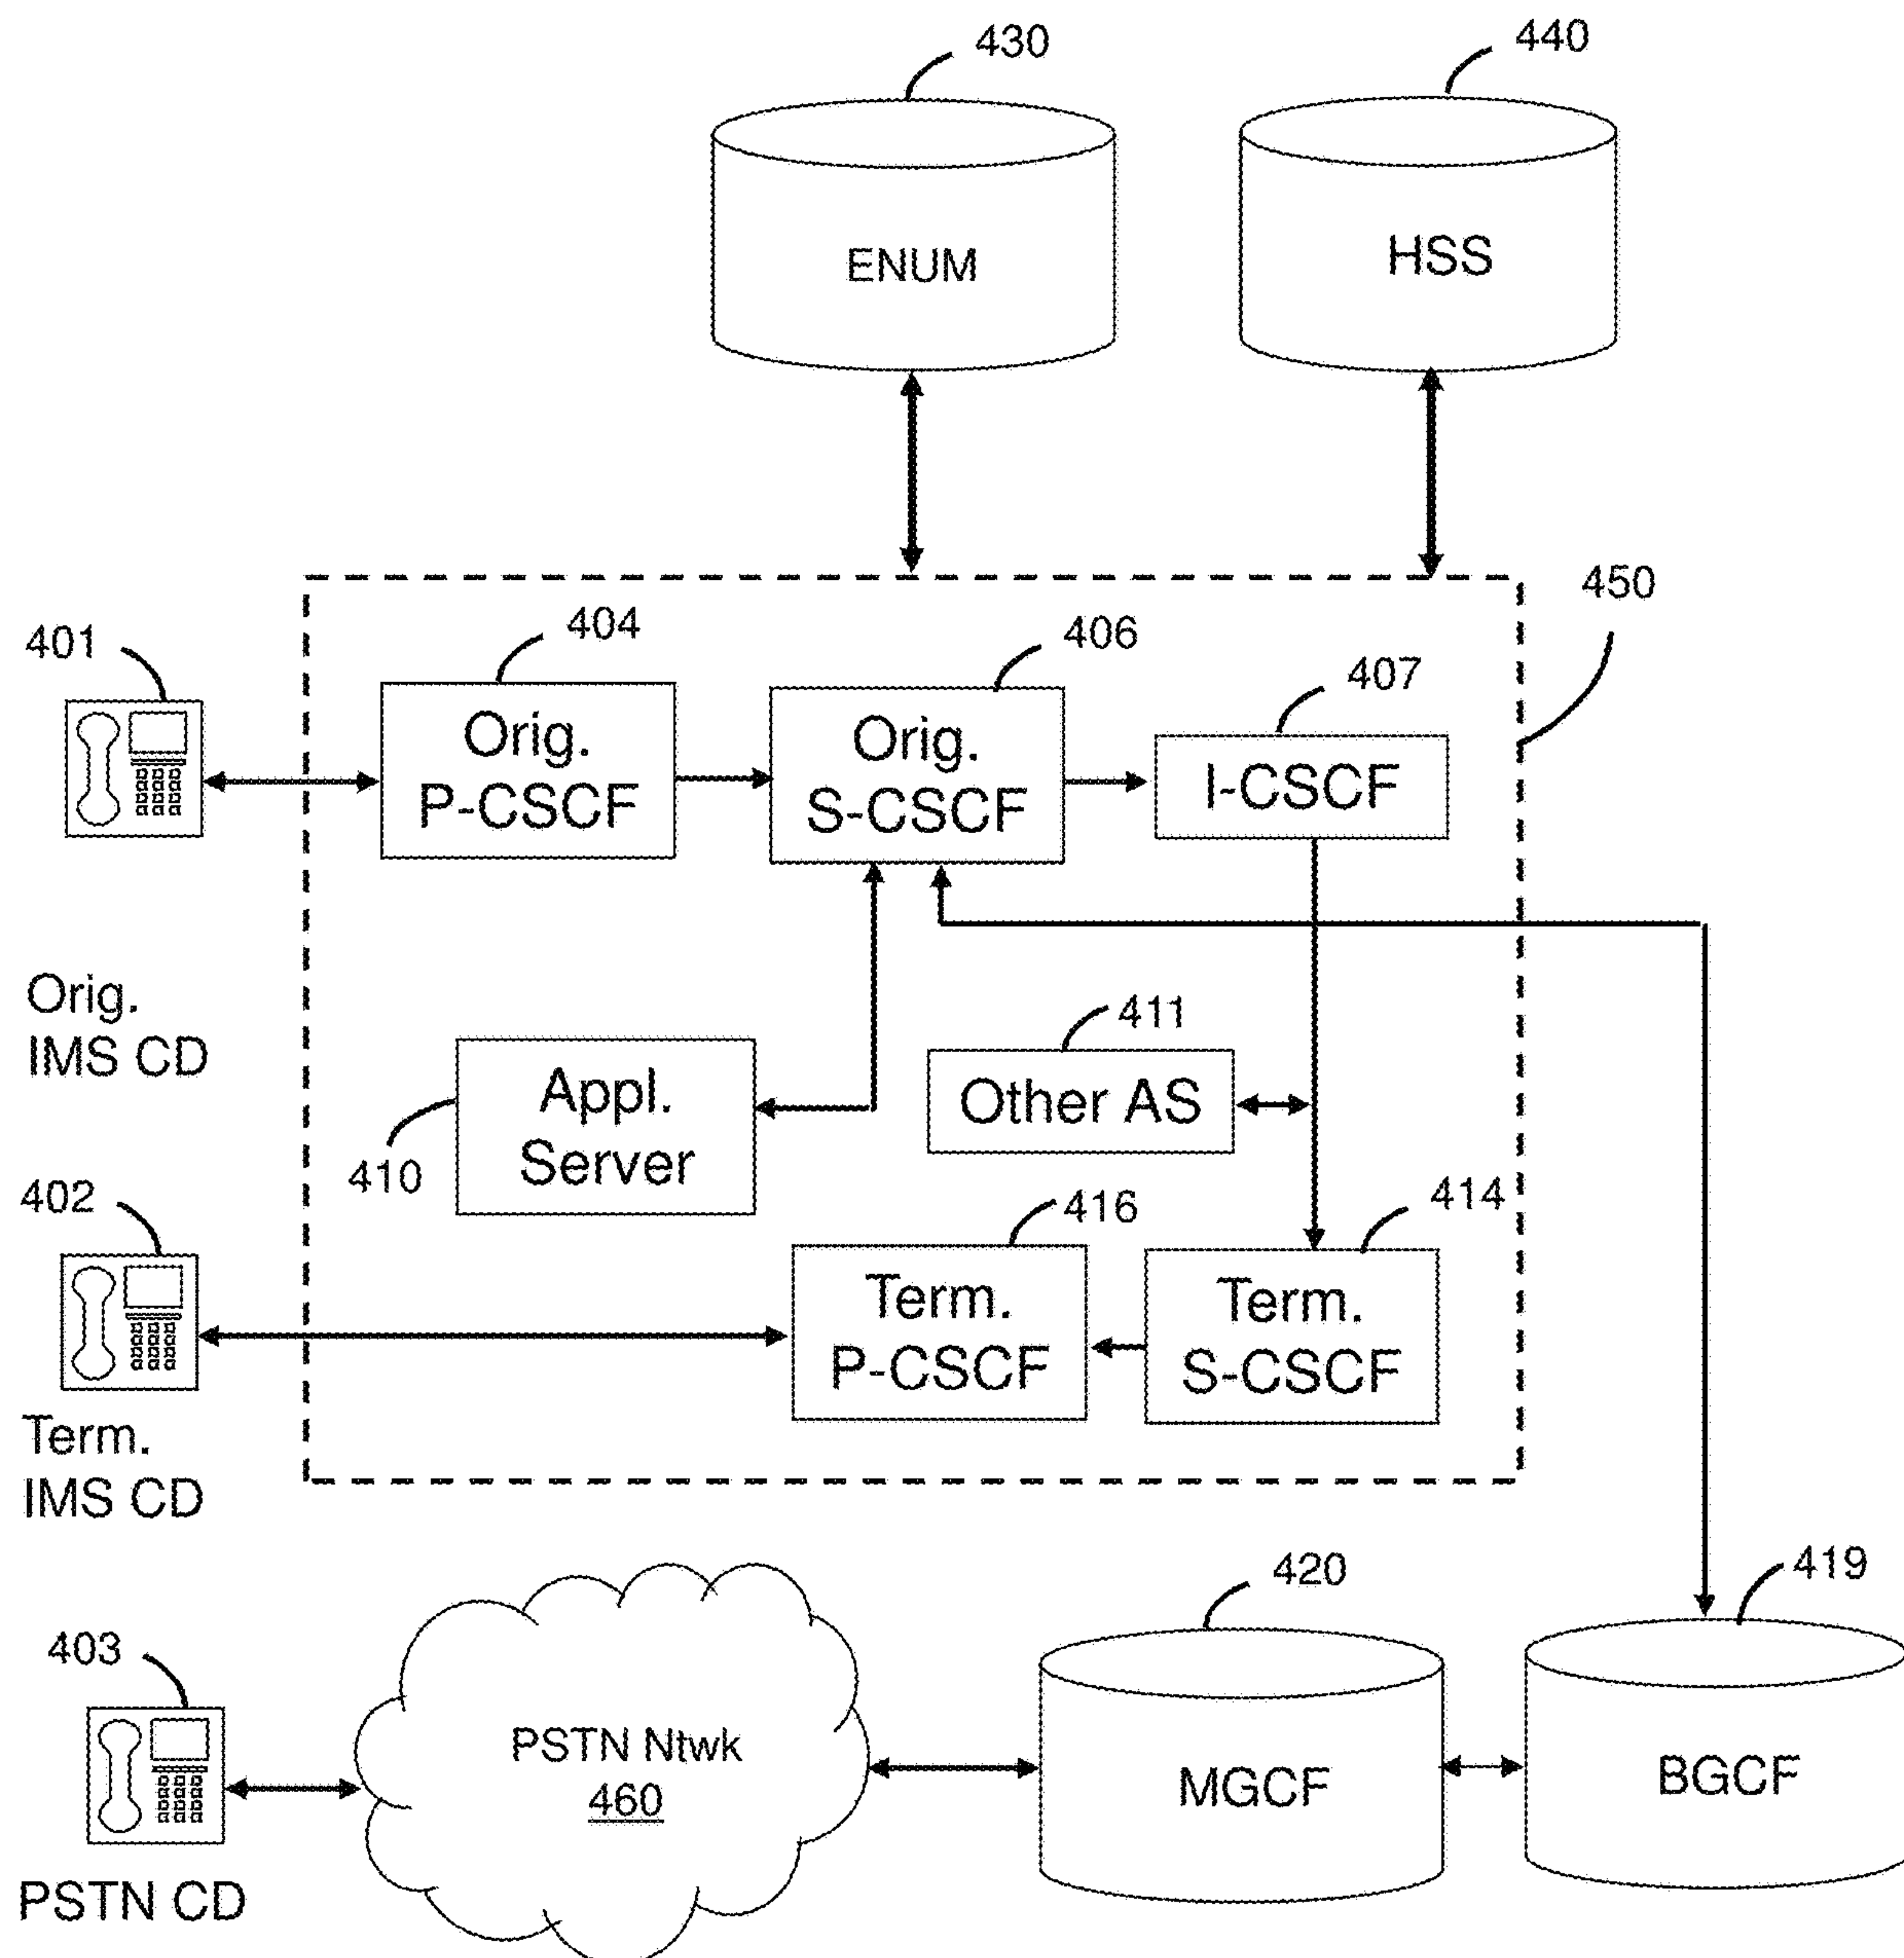 430
440
ENUM
HSS
450
401
404
406
407
Orig.
P-CSCF
Orig.
S-CSCF
I-CSCF
Orig.
IMS CD
411
Appl.
Server
Other AS
410
402
416
414
Term.
P-CSCF
Term.
S-CSCF
Term.
IMS CD
420
419
403
PSTN Ntwk
460
MGCF
BGCF
PSTN CD